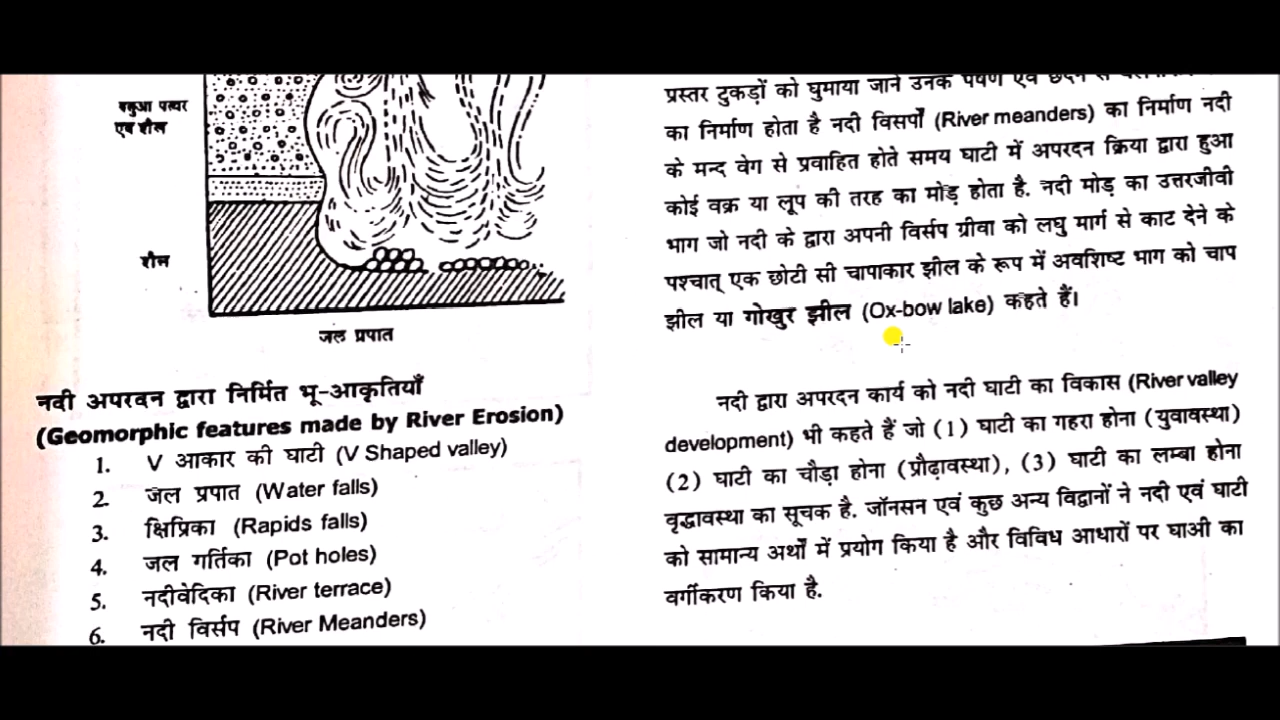 बलुआ पत्थर
एवं शैल
शैल
जल प्रपात
नदी अपरदन द्वारा निर्मित भू-आकृतियाँ
(Geomorphic features made by River Erosion)
1. V आकार की घाटी (V Shaped valley)
2. जल प्रपात (Water falls)
3. क्षिप्रिका (Rapids falls)
4. जल गर्तिका (Pot holes)
5. नदीवेदिका (River terrace)
6. नदी विर्सप (River Meanders)
प्रस्तर टुकड़ों को घुमाया जाने उनके
का निर्माण होता है नदी विसर्पों (River meanders) का निर्माण नदी
के मन्द वेग से प्रवाहित होते समय घाटी में अपरदन क्रिया द्वारा हुआ
कोई वक्र या लूप की तरह का मोड़ होता है. नदी मोड़ का उत्तरजीवी
भाग जो नदी के द्वारा अपनी विर्सप ग्रीवा को लघु मार्ग से काट देने के
पश्चात् एक छोटी सी चापाकार झील के रूप में अवशिष्ट भाग को चाप
झील या गोखुर झील (Ox-bow lake) कहते हैं।
नदी द्वारा अपरदन कार्य को नदी घाटी का विकास (River valley
development) भी कहते हैं जो (1) घाटी का गहरा होना (युवावस्था)
(2) घाटी का चौड़ा होना (प्रौढ़ावस्था), (3) घाटी का लम्बा होना
वृद्धावस्था का सूचक है. जॉनसन एवं कुछ अन्य विद्वानों ने नदी एवं घाटी
को सामान्य अर्थों में प्रयोग किया है और विविध आधारों पर घाओ का
वर्गीकरण किया है.